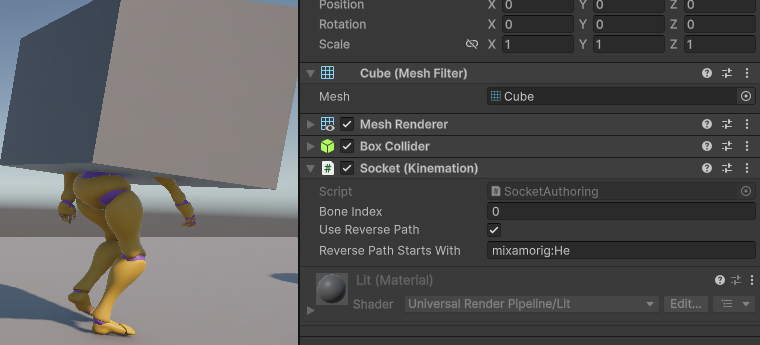 Position X 0 Y 0 Z 0
Rotation X 0 Y 0 Z 0
Scale X 1 Y 1 Z 1
Cube (Mesh Filter)
Mesh Cube
Mesh Renderer
Box Collider
# Socket (Kinemation)
Script # SocketAuthoring
Bone Index 0
Use Reverse Path
Reverse Path Starts With mixamorig:He
Lit (Material)
Shader Universal Render Pipeline/Lit Edit...